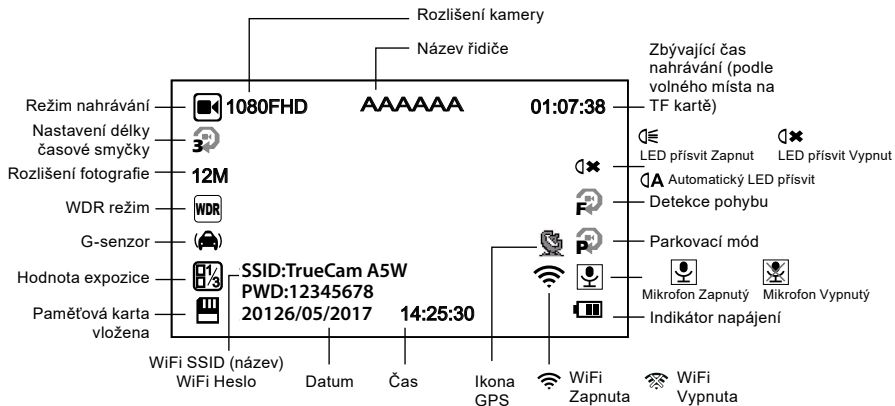 Rozlišení kamery
Název řidiče
Zbývající čas
nahrávání (podle
volného místa na
TF kartě)
Režim nahrávání
1080FHD
AAAAAA
01:07:38
Nastavení délky
časové smyčky
3
LED přísvit Zapnut
LED přísvit Vypnut
A Automatický LED přísvit
Rozlišení fotografie
12M
WDR režim
WDR
F
Detekce pohybu
G-senzor
P
Parkovací mód
Hodnota expozice
1/3
SSID:TrueCam A5W
PWD:12345678
20126/05/2017
14:25:30
Mikrofon Zapnutý
Mikrofon Vypnutý
Paměťová karta
vložena
Indikátor napájení
WiFi SSID (název)
WiFi Heslo
Datum
Čas
Ikona
GPS
WiFi
Zapnuta
WiFi
Vypnuta